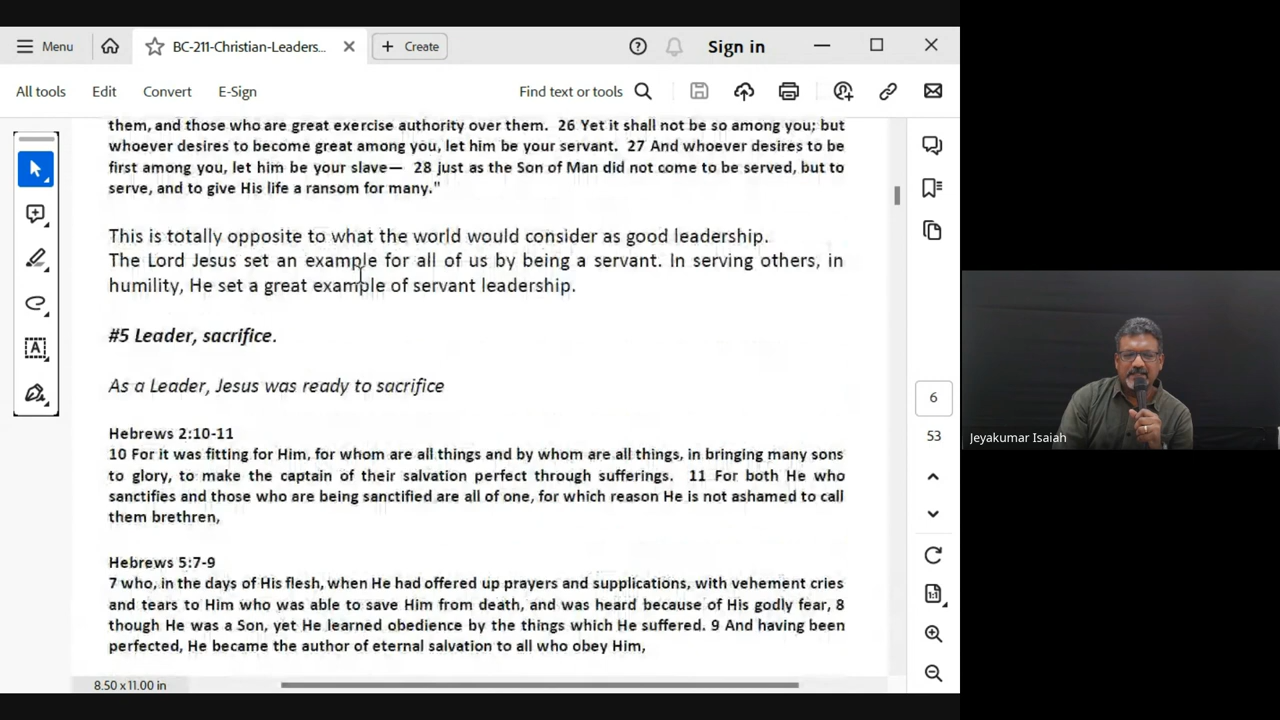 Menu
BC-211-Christian-Leaders...
Create
Sign in
All tools
Edit
Convert
E-Sign
Find text or tools
them, and those who are great exercise authority over them. 26 Yet it shall not be so among you; but
whoever desires to become great among you, let him be your servant. 27 And whoever desires to be
first among you, let him be your slave— 28 just as the Son of Man did not come to be served, but to
serve, and to give His life a ransom for many."
This is totally opposite to what the world would consider as good leadership.
The Lord Jesus set an example for all of us by being a servant. In serving others, in
humility, He set a great example of servant leadership.
#5 Leader, sacrifice.
As a Leader, Jesus was ready to sacrifice
Hebrews 2:10-11
10 For it was fitting for Him, for whom are all things and by whom are all things, in bringing many sons
to glory, to make the captain of their salvation perfect through sufferings. 11 For both He who
sanctifies and those who are being sanctified are all of one, for which reason He is not ashamed to call
them brethren,
Hebrews 5:7-9
7 who, in the days of His flesh, when He had offered up prayers and supplications, with vehement cries
and tears to Him who was able to save Him from death, and was heard because of His godly fear, 8
though He was a Son, yet He learned obedience by the things which He suffered. 9 And having been
perfected, He became the author of eternal salvation to all who obey Him,
8.50 x 11.00 in
6
53
1:1
Jeyakumar Isaiah